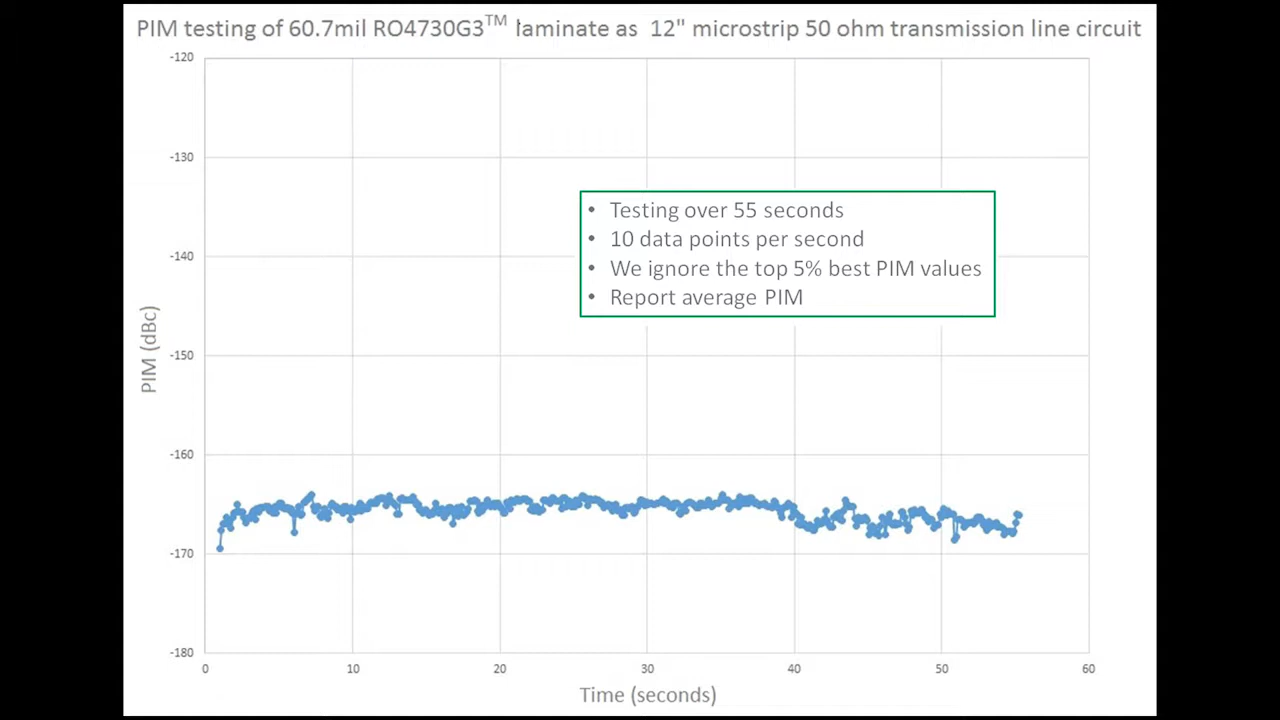 PIM testing of 60.7mil RO4730G3™ laminate as 12" microstrip 50 ohm transmission line circuit
-120
-130
-140
-150
-160
-170
-180
PIM (dBc)
• Testing over 55 seconds
• 10 data points per second
• We ignore the top 5% best PIM values
• Report average PIM
0 10 20 30 40 50 60
Time (seconds)